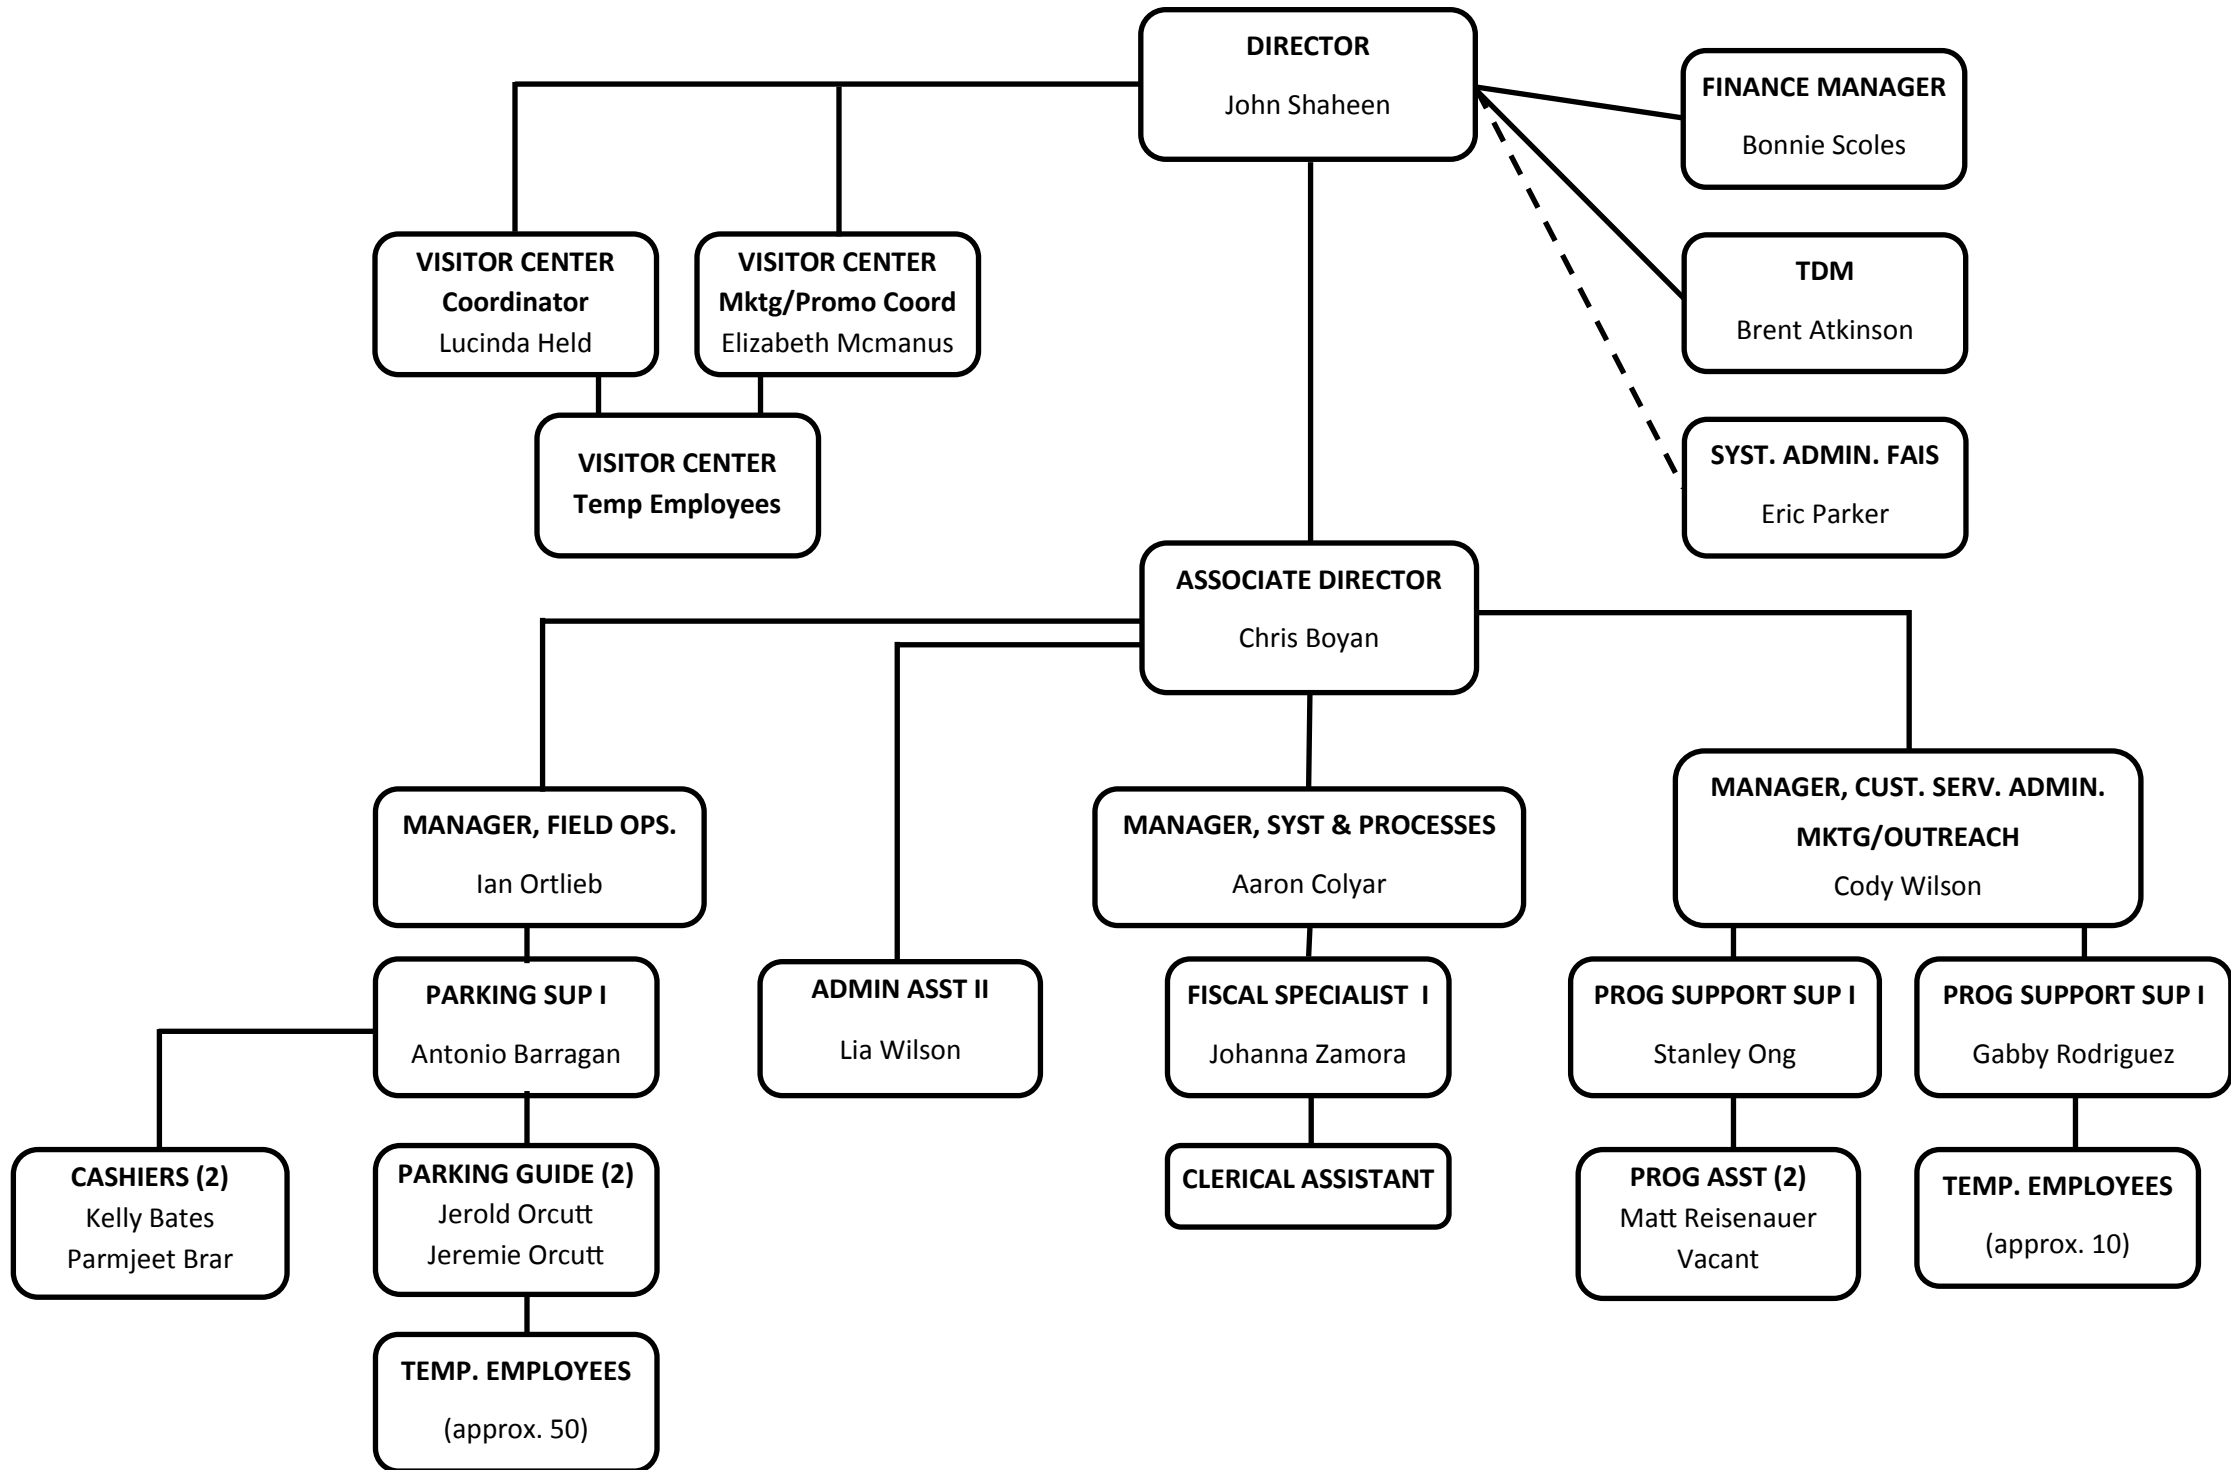 DIRECTOR
John Shaheen
FINANCE MANAGER
Bonnie Scoles
VISITOR CENTER
Coordinator
Lucinda Held
VISITOR CENTER
Mktg/Promo Coord
Elizabeth Mcmanus
TDM
Brent Atkinson
VISITOR CENTER
Temp Employees
SYST. ADMIN. FAIS
Eric Parker
ASSOCIATE DIRECTOR
Chris Boyan
MANAGER, FIELD OPS.
Ian Ortlieb
MANAGER, SYST & PROCESSES
Aaron Colyar
MANAGER, CUST. SERV. ADMIN.
MKTG/OUTREACH
Cody Wilson
PARKING SUP I
Antonio Barragan
ADMIN ASST II
Lia Wilson
FISCAL SPECIALIST I
Johanna Zamora
PROG SUPPORT SUP I
Stanley Ong
PROG SUPPORT SUP I
Gabby Rodriguez
CASHIERS (2)
Kelly Bates
Parmjeet Brar
PARKING GUIDE (2)
Jerold Orcutt
Jeremie Orcutt
CLERICAL ASSISTANT
PROG ASST (2)
Matt Reisenauer
Vacant
TEMP. EMPLOYEES
(approx. 10)
TEMP. EMPLOYEES
(approx. 50)